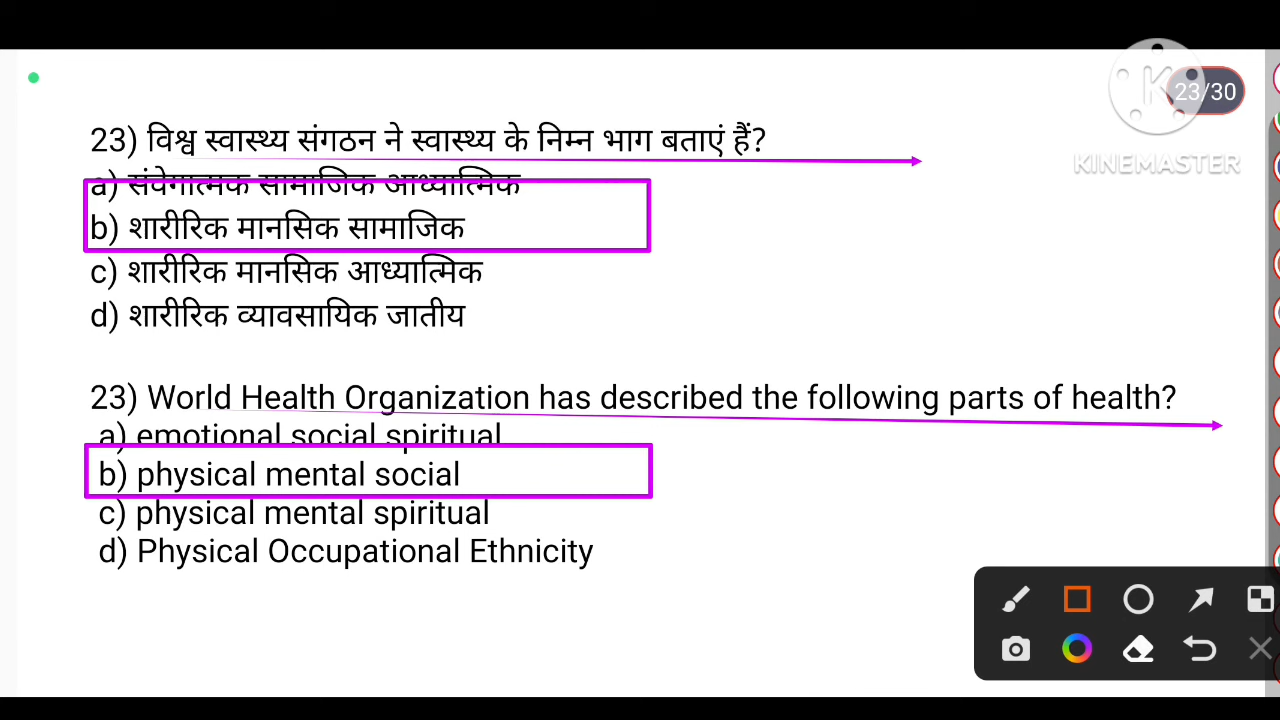 23/30
KINEMASTER
23) विश्व स्वास्थ्य संगठन ने स्वास्थ्य के निम्न भाग बताएं हैं?
a) संवेगात्मक सामाजिक आध्यात्मिक
b) शारीरिक मानसिक सामाजिक
c) शारीरिक मानसिक आध्यात्मिक
d) शारीरिक व्यावसायिक जातीय
23) World Health Organization has described the following parts of health?
a) emotional social spiritual
b) physical mental social
c) physical mental spiritual
d) Physical Occupational Ethnicity